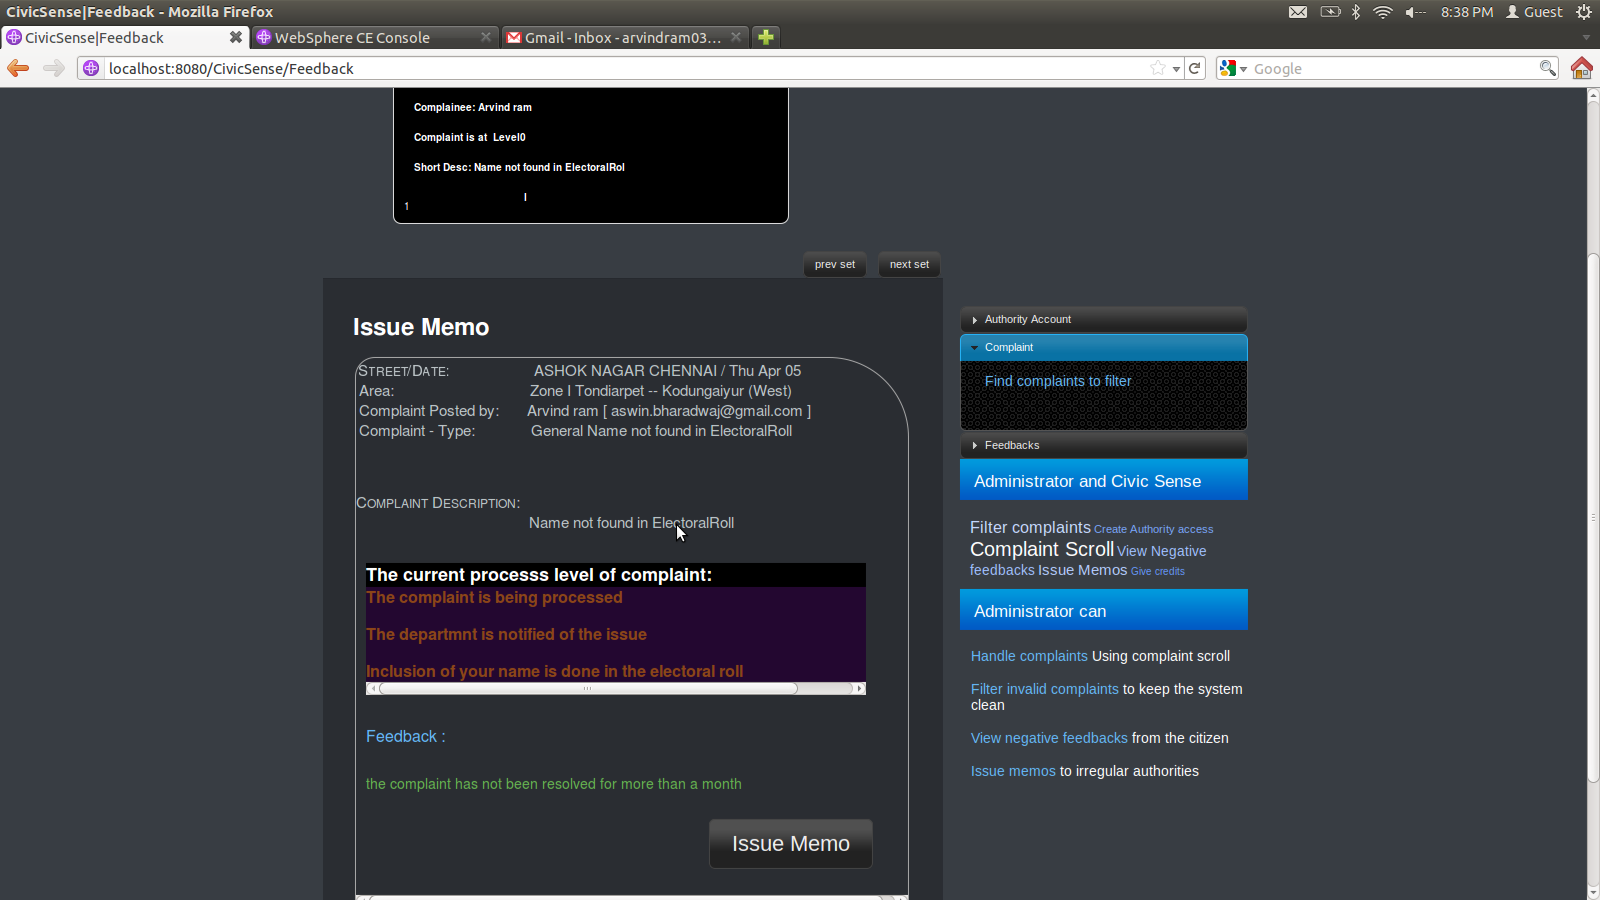 CivicSense|Feedback - Mozilla Firefox
8:38 PM Guest
CivicSense|Feedback
WebSphere CE Console
Gmail - Inbox - arvindram03...
localhost:8080/CivicSense/Feedback
Google
Complainee: Arvind ram
Complaint is at Level0
Short Desc: Name not found in ElectoralRol
1
prev set
next set
Issue Memo
STREET/DATE: ASHOK NAGAR CHENNAI / Thu Apr 05
Area: Zone I Tondiarpet -- Kodungaiyur (West)
Complaint Posted by: Arvind ram [ aswin.bharadwaj@gmail.com ]
Complaint - Type: General Name not found in ElectoralRoll
COMPLAINT DESCRIPTION:
Name not found in ElectoralRoll
The current processs level of complaint:
The complaint is being processed
The departmnt is notified of the issue
Inclusion of your name is done in the electoral roll
Feedback :
the complaint has not been resolved for more than a month
Issue Memo
Authority Account
Complaint
Find complaints to filter
Feedbacks
Administrator and Civic Sense
Filter complaints Create Authority access
Complaint Scroll View Negative
feedbacks Issue Memos Give credits
Administrator can
Handle complaints Using complaint scroll
Filter invalid complaints to keep the system
clean
View negative feedbacks from the citizen
Issue memos to irregular authorities